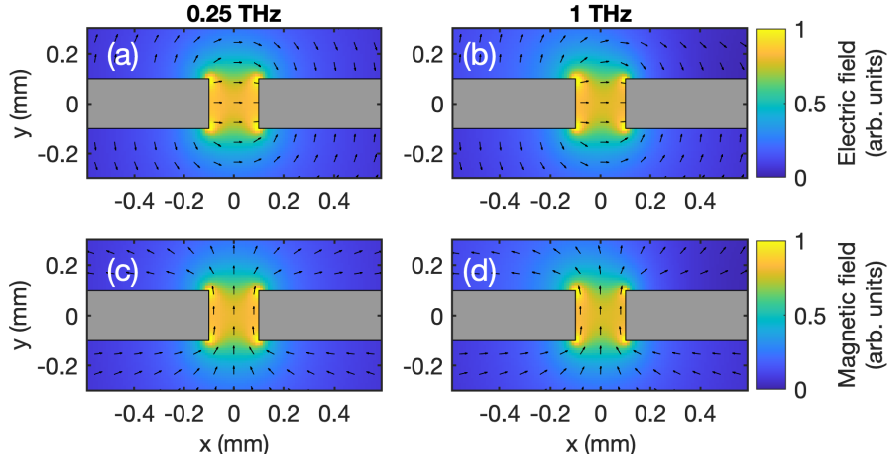 0.25 THz
1 THz
(a)
(b)
0.2
0
-0.2
y (mm)
0.2
0
-0.2
-0.4 -0.2 0 0.2 0.4
-0.4 -0.2 0 0.2 0.4
1
0.5
0
Electric field
(arb. units)
(c)
(d)
0.2
0
-0.2
y (mm)
0.2
0
-0.2
-0.4 -0.2 0 0.2 0.4
x (mm)
-0.4 -0.2 0 0.2 0.4
x (mm)
1
0.5
0
Magnetic field
(arb. units)